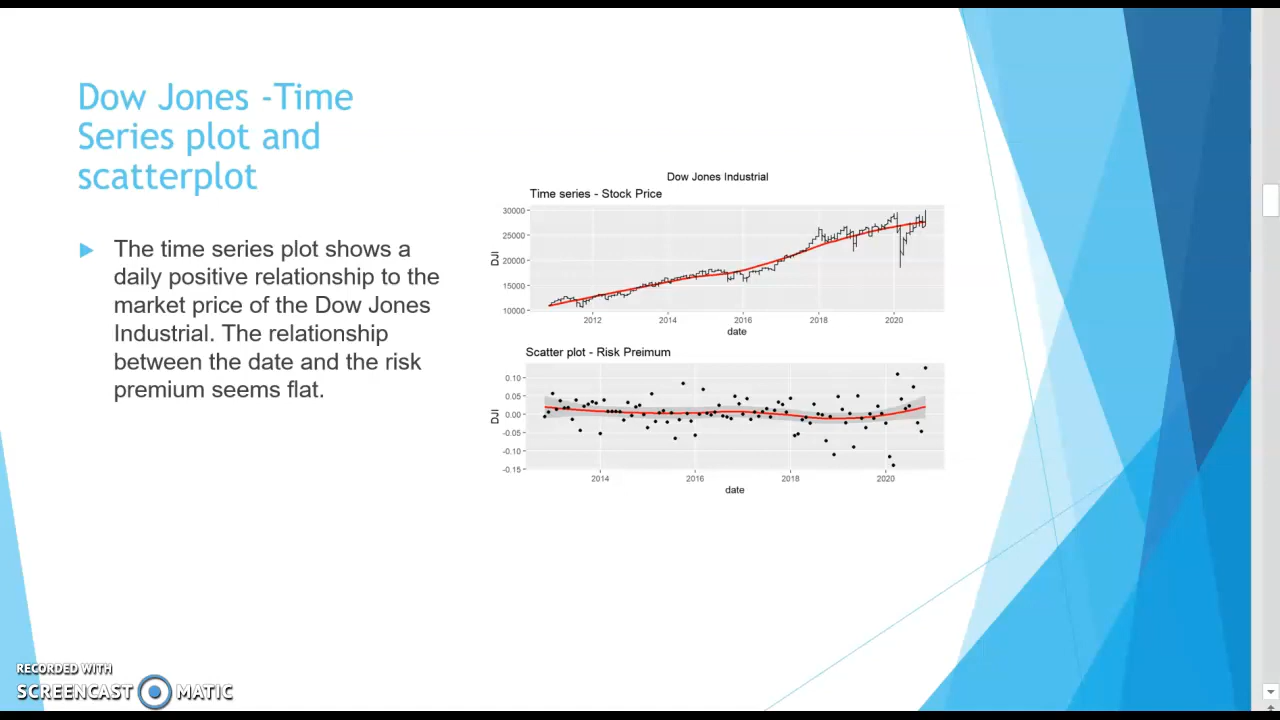 Dow Jones -Time
Series plot and
scatterplot
The time series plot shows a
daily positive relationship to the
market price of the Dow Jones
Industrial. The relationship
between the date and the risk
premium seems flat.
Dow Jones Industrial
Time series - Stock Price
30000
25000
20000
15000
10000
DJI
2012 2014 2016 2018 2020
date
Scatter plot - Risk Preimum
0.10
0.05
0.00
-0.05
-0.10
-0.15
DJI
2014 2016 2018 2020
date
RECORDED WITH
SCREENCAST MATIC